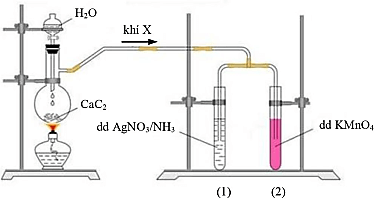 H₂O
khí X
CaC₂
dd AgNO₃/NH₃
dd KMnO₄
(1)
(2)